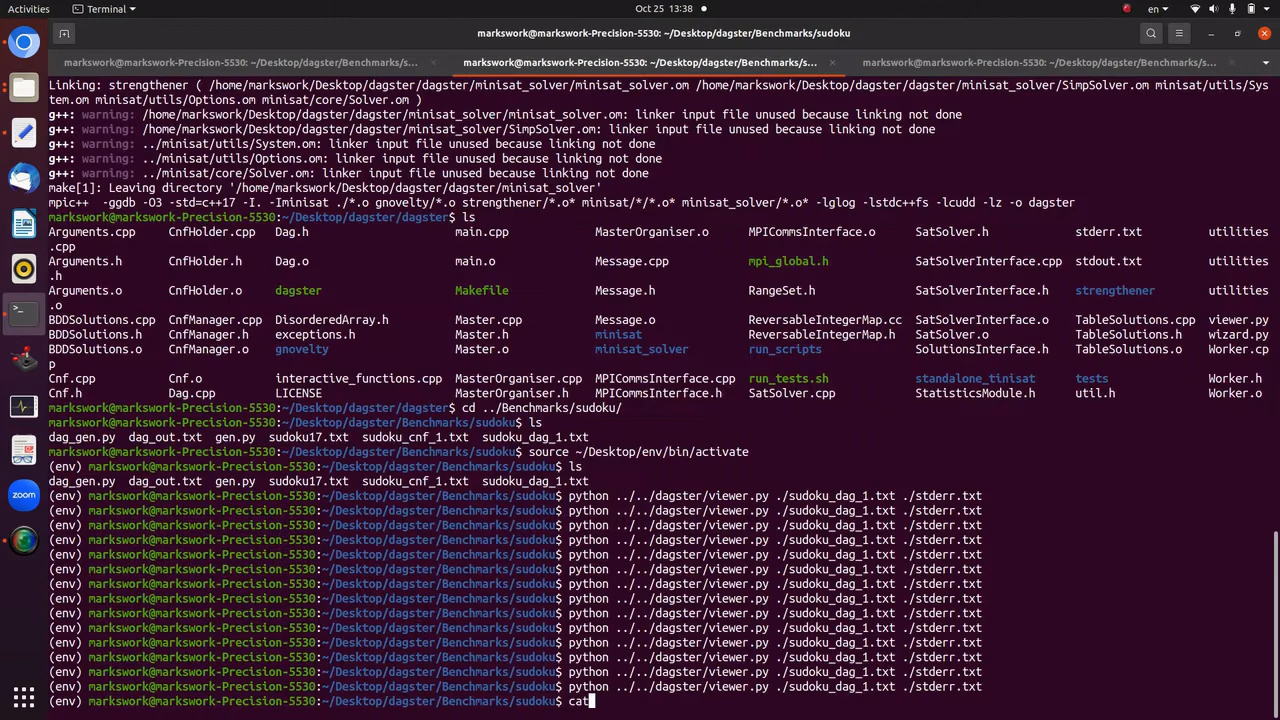 Activities
Terminal
Oct 25 13:38
en
markswork@markswork-Precision-5530: ~/Desktop/dagster/Benchmarks/sudoku
markswork@markswork-Precision-5530: ~/Desktop/dagster/Benchmarks/s...
markswork@markswork-Precision-5530: ~/Desktop/dagster/Benchmarks/s...
markswork@markswork-Precision-5530: ~/Desktop/dagster/Benchmarks/s...
Linking: strengthener ( /home/markswork/Desktop/dagster/dagster/minisat_solver/minisat_solver.om /home/markswork/Desktop/dagster/dagster/minisat_solver/SimpSolver.om minisat/utils/Sys
tem.om minisat/utils/Options.om minisat/core/Solver.om )
g++: warning: /home/markswork/Desktop/dagster/dagster/minisat_solver/minisat_solver.om: linker input file unused because linking not done
g++: warning: /home/markswork/Desktop/dagster/dagster/minisat_solver/SimpSolver.om: linker input file unused because linking not done
g++: warning: ../minisat/utils/System.om: linker input file unused because linking not done
g++: warning: ../minisat/utils/Options.om: linker input file unused because linking not done
g++: warning: ../minisat/core/Solver.om: linker input file unused because linking not done
make[1]: Leaving directory '/home/markswork/Desktop/dagster/dagster/minisat_solver'
mpic++ -ggdb -O3 -std=c++17 -I. -Iminisat ./*.o gnovelty/*.o strengthener/*.o* minisat/*/*.o* minisat_solver/*.o* -lglog -lstdc++fs -lcudd -lz -o dagster
markswork@markswork-Precision-5530:~/Desktop/dagster/dagster$ ls
Arguments.cpp CnfHolder.cpp Dag.h main.cpp MasterOrganiser.o MPICommsInterface.o SatSolver.h stderr.txt utilities
.cpp
Arguments.h CnfHolder.h Dag.o main.o Message.cpp mpi_global.h SatSolverInterface.cpp stdout.txt utilities
.h
Arguments.o CnfHolder.o dagster Makefile Message.h RangeSet.h SatSolverInterface.h strengthener utilities
.o
BDDSolutions.cpp CnfManager.cpp DisorderedArray.h Master.cpp Message.o ReversableIntegerMap.cc SatSolverInterface.o TableSolutions.cpp viewer.py
BDDSolutions.h CnfManager.h exceptions.h Master.h minisat ReversableIntegerMap.h SatSolver.o TableSolutions.h wizard.py
BDDSolutions.o CnfManager.o gnovelty Master.o minisat_solver run_scripts SolutionsInterface.h TableSolutions.o Worker.cp
p
Cnf.cpp Cnf.o interactive_functions.cpp MasterOrganiser.cpp MPICommsInterface.cpp run_tests.sh standalone_tinisat tests Worker.h
Cnf.h Dag.cpp LICENSE MasterOrganiser.h MPICommsInterface.h SatSolver.cpp StatisticsModule.h util.h Worker.o
markswork@markswork-Precision-5530:~/Desktop/dagster/dagster$ cd ../Benchmarks/sudoku/
markswork@markswork-Precision-5530:~/Desktop/dagster/Benchmarks/sudoku$ ls
dag_gen.py dag_out.txt gen.py sudoku17.txt sudoku_cnf_1.txt sudoku_dag_1.txt
markswork@markswork-Precision-5530:~/Desktop/dagster/Benchmarks/sudoku$ source ~/Desktop/env/bin/activate
(env) markswork@markswork-Precision-5530:~/Desktop/dagster/Benchmarks/sudoku$ ls
dag_gen.py dag_out.txt gen.py sudoku17.txt sudoku_cnf_1.txt sudoku_dag_1.txt
(env) markswork@markswork-Precision-5530:~/Desktop/dagster/Benchmarks/sudoku$ python ../../dagster/viewer.py ./sudoku_dag_1.txt ./stderr.txt
(env) markswork@markswork-Precision-5530:~/Desktop/dagster/Benchmarks/sudoku$ python ../../dagster/viewer.py ./sudoku_dag_1.txt ./stderr.txt
(env) markswork@markswork-Precision-5530:~/Desktop/dagster/Benchmarks/sudoku$ python ../../dagster/viewer.py ./sudoku_dag_1.txt ./stderr.txt
(env) markswork@markswork-Precision-5530:~/Desktop/dagster/Benchmarks/sudoku$ python ../../dagster/viewer.py ./sudoku_dag_1.txt ./stderr.txt
(env) markswork@markswork-Precision-5530:~/Desktop/dagster/Benchmarks/sudoku$ python ../../dagster/viewer.py ./sudoku_dag_1.txt ./stderr.txt
(env) markswork@markswork-Precision-5530:~/Desktop/dagster/Benchmarks/sudoku$ python ../../dagster/viewer.py ./sudoku_dag_1.txt ./stderr.txt
(env) markswork@markswork-Precision-5530:~/Desktop/dagster/Benchmarks/sudoku$ python ../../dagster/viewer.py ./sudoku_dag_1.txt ./stderr.txt
(env) markswork@markswork-Precision-5530:~/Desktop/dagster/Benchmarks/sudoku$ python ../../dagster/viewer.py ./sudoku_dag_1.txt ./stderr.txt
(env) markswork@markswork-Precision-5530:~/Desktop/dagster/Benchmarks/sudoku$ python ../../dagster/viewer.py ./sudoku_dag_1.txt ./stderr.txt
(env) markswork@markswork-Precision-5530:~/Desktop/dagster/Benchmarks/sudoku$ python ../../dagster/viewer.py ./sudoku_dag_1.txt ./stderr.txt
(env) markswork@markswork-Precision-5530:~/Desktop/dagster/Benchmarks/sudoku$ python ../../dagster/viewer.py ./sudoku_dag_1.txt ./stderr.txt
(env) markswork@markswork-Precision-5530:~/Desktop/dagster/Benchmarks/sudoku$ python ../../dagster/viewer.py ./sudoku_dag_1.txt ./stderr.txt
(env) markswork@markswork-Precision-5530:~/Desktop/dagster/Benchmarks/sudoku$ python ../../dagster/viewer.py ./sudoku_dag_1.txt ./stderr.txt
(env) markswork@markswork-Precision-5530:~/Desktop/dagster/Benchmarks/sudoku$ python ../../dagster/viewer.py ./sudoku_dag_1.txt ./stderr.txt
(env) markswork@markswork-Precision-5530:~/Desktop/dagster/Benchmarks/sudoku$ cat
zoom